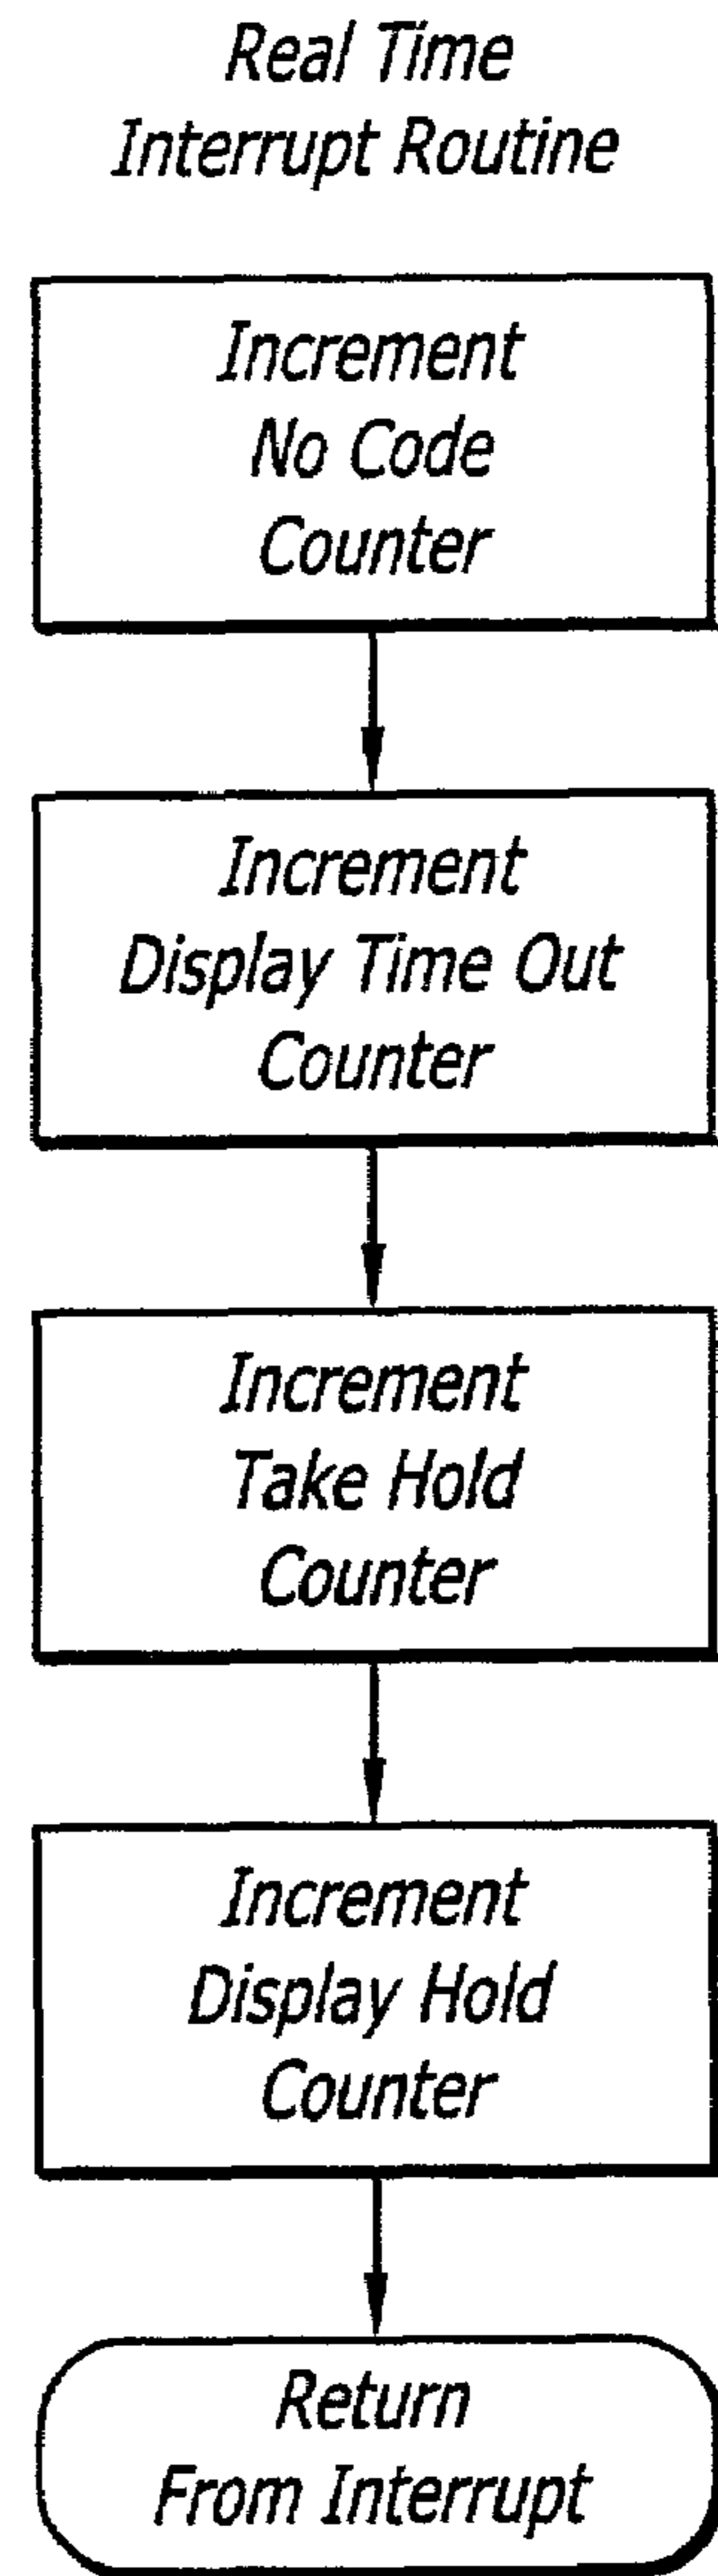 Real Time
Interrupt Routine
Increment
No Code
Counter
Increment
Display Time Out
Counter
Increment
Take Hold
Counter
Increment
Display Hold
Counter
Return
From Interrupt